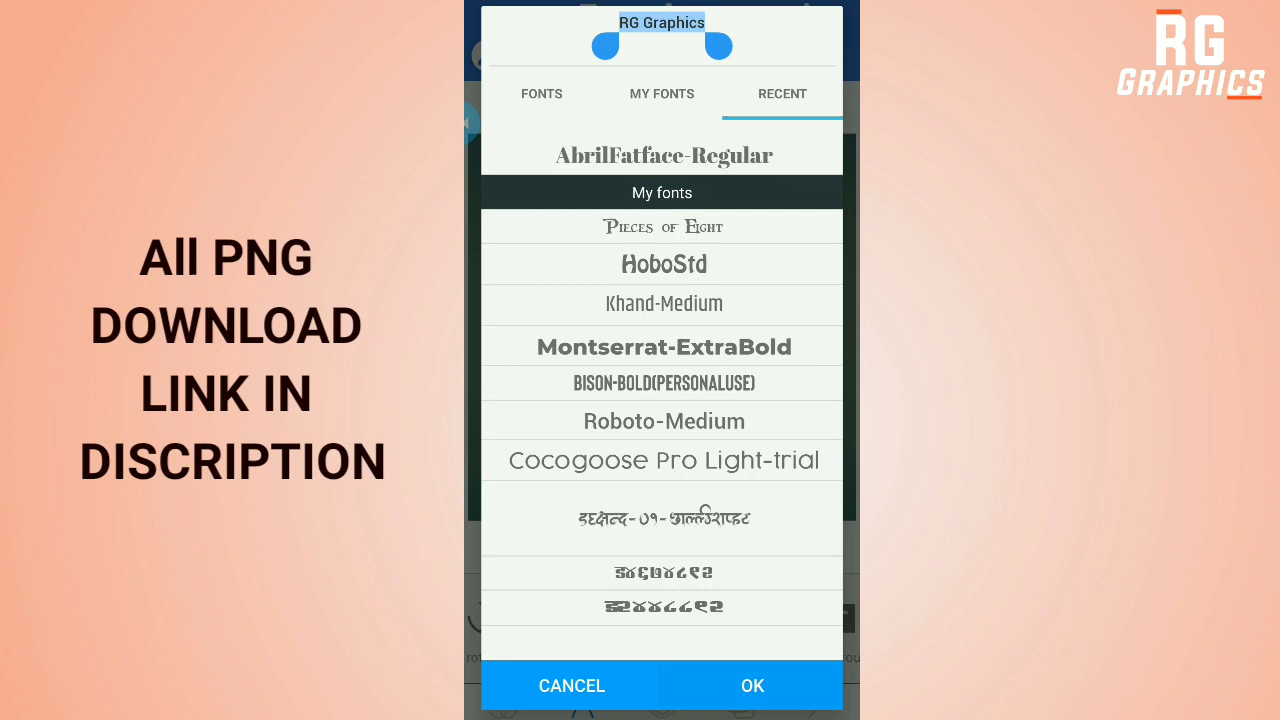 RG Graphics
FONTS MY FONTS RECENT
AbrilFatface-Regular
My fonts
Pieces of Eight
HoboStd
Khand-Medium
Montserrat-ExtraBold
BISON-BOLD(PERSONALUSE)
Roboto-Medium
Cocogoose Pro Light-trial
CANCEL OK
All PNG
DOWNLOAD
LINK IN
DISCRIPTION
RG
GRAPHICS